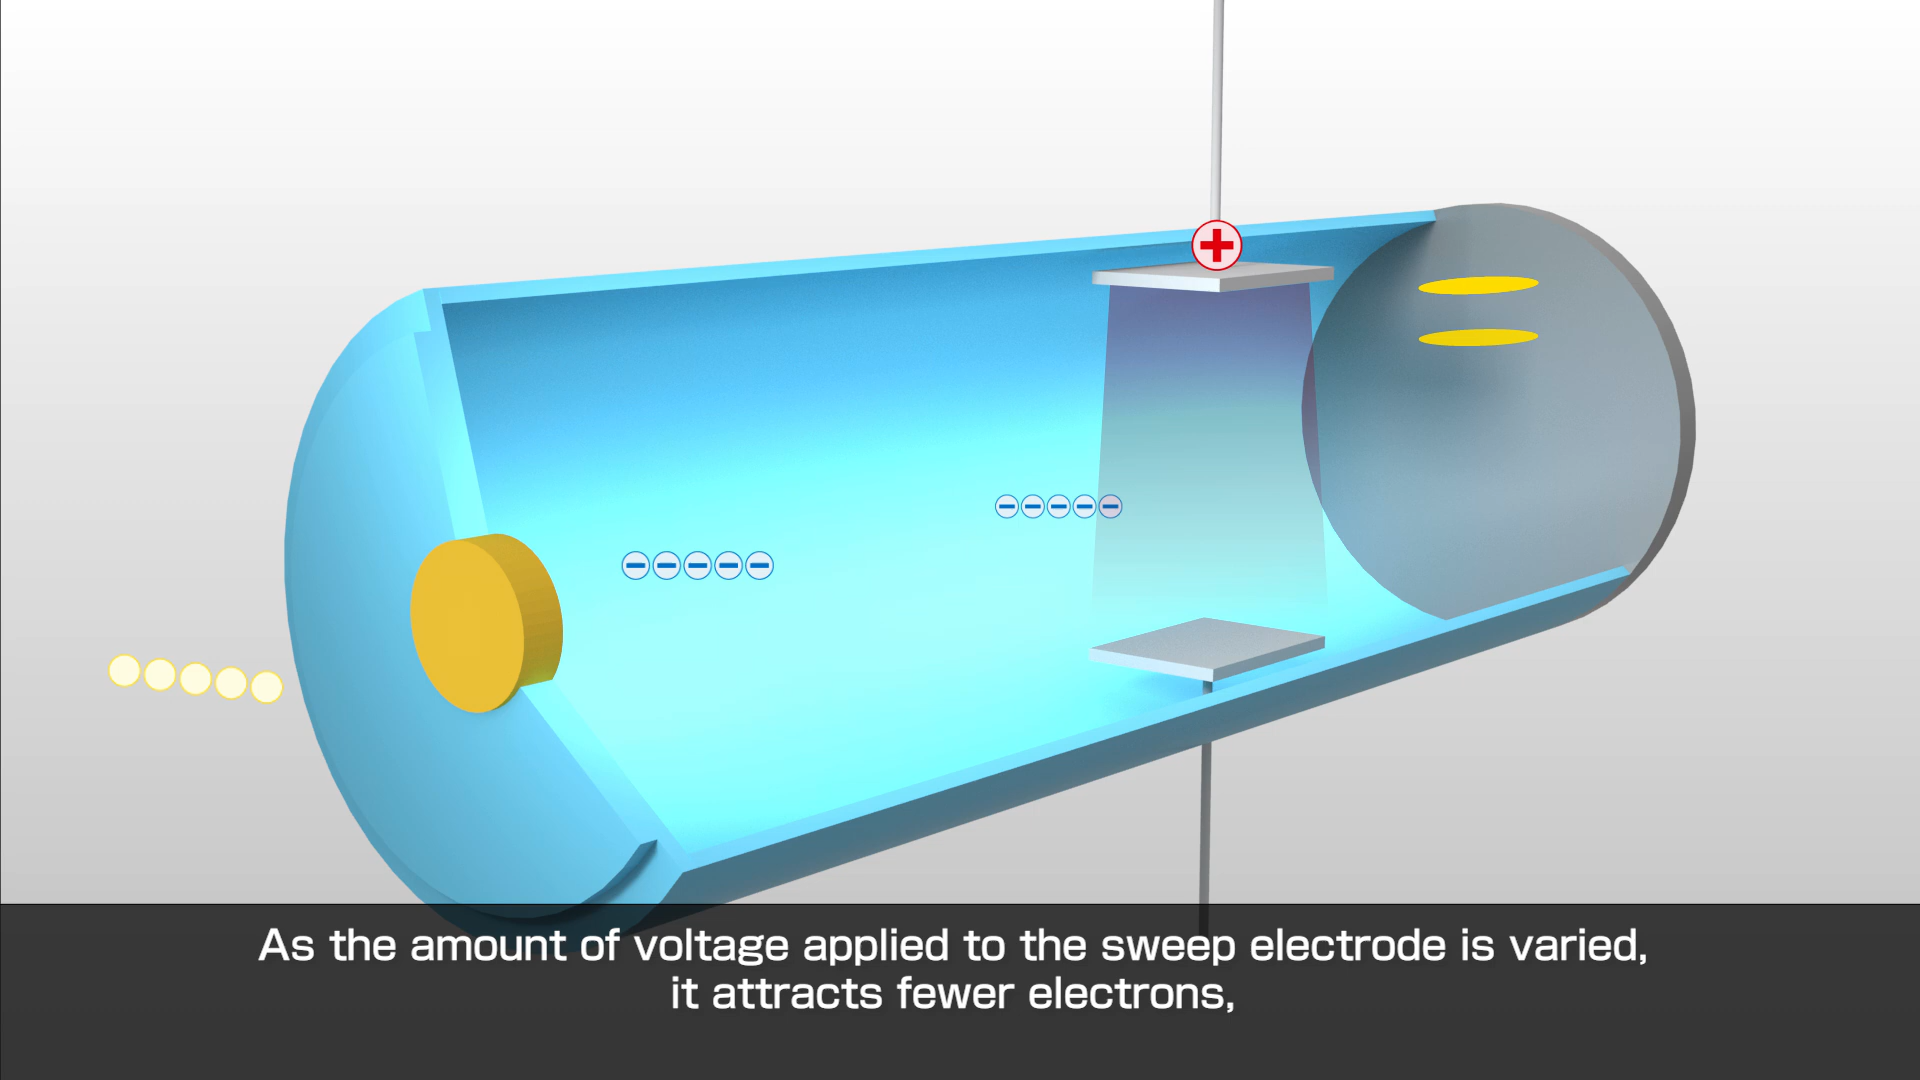 As the amount of voltage applied to the sweep electrode is varied,
it attracts fewer electrons,